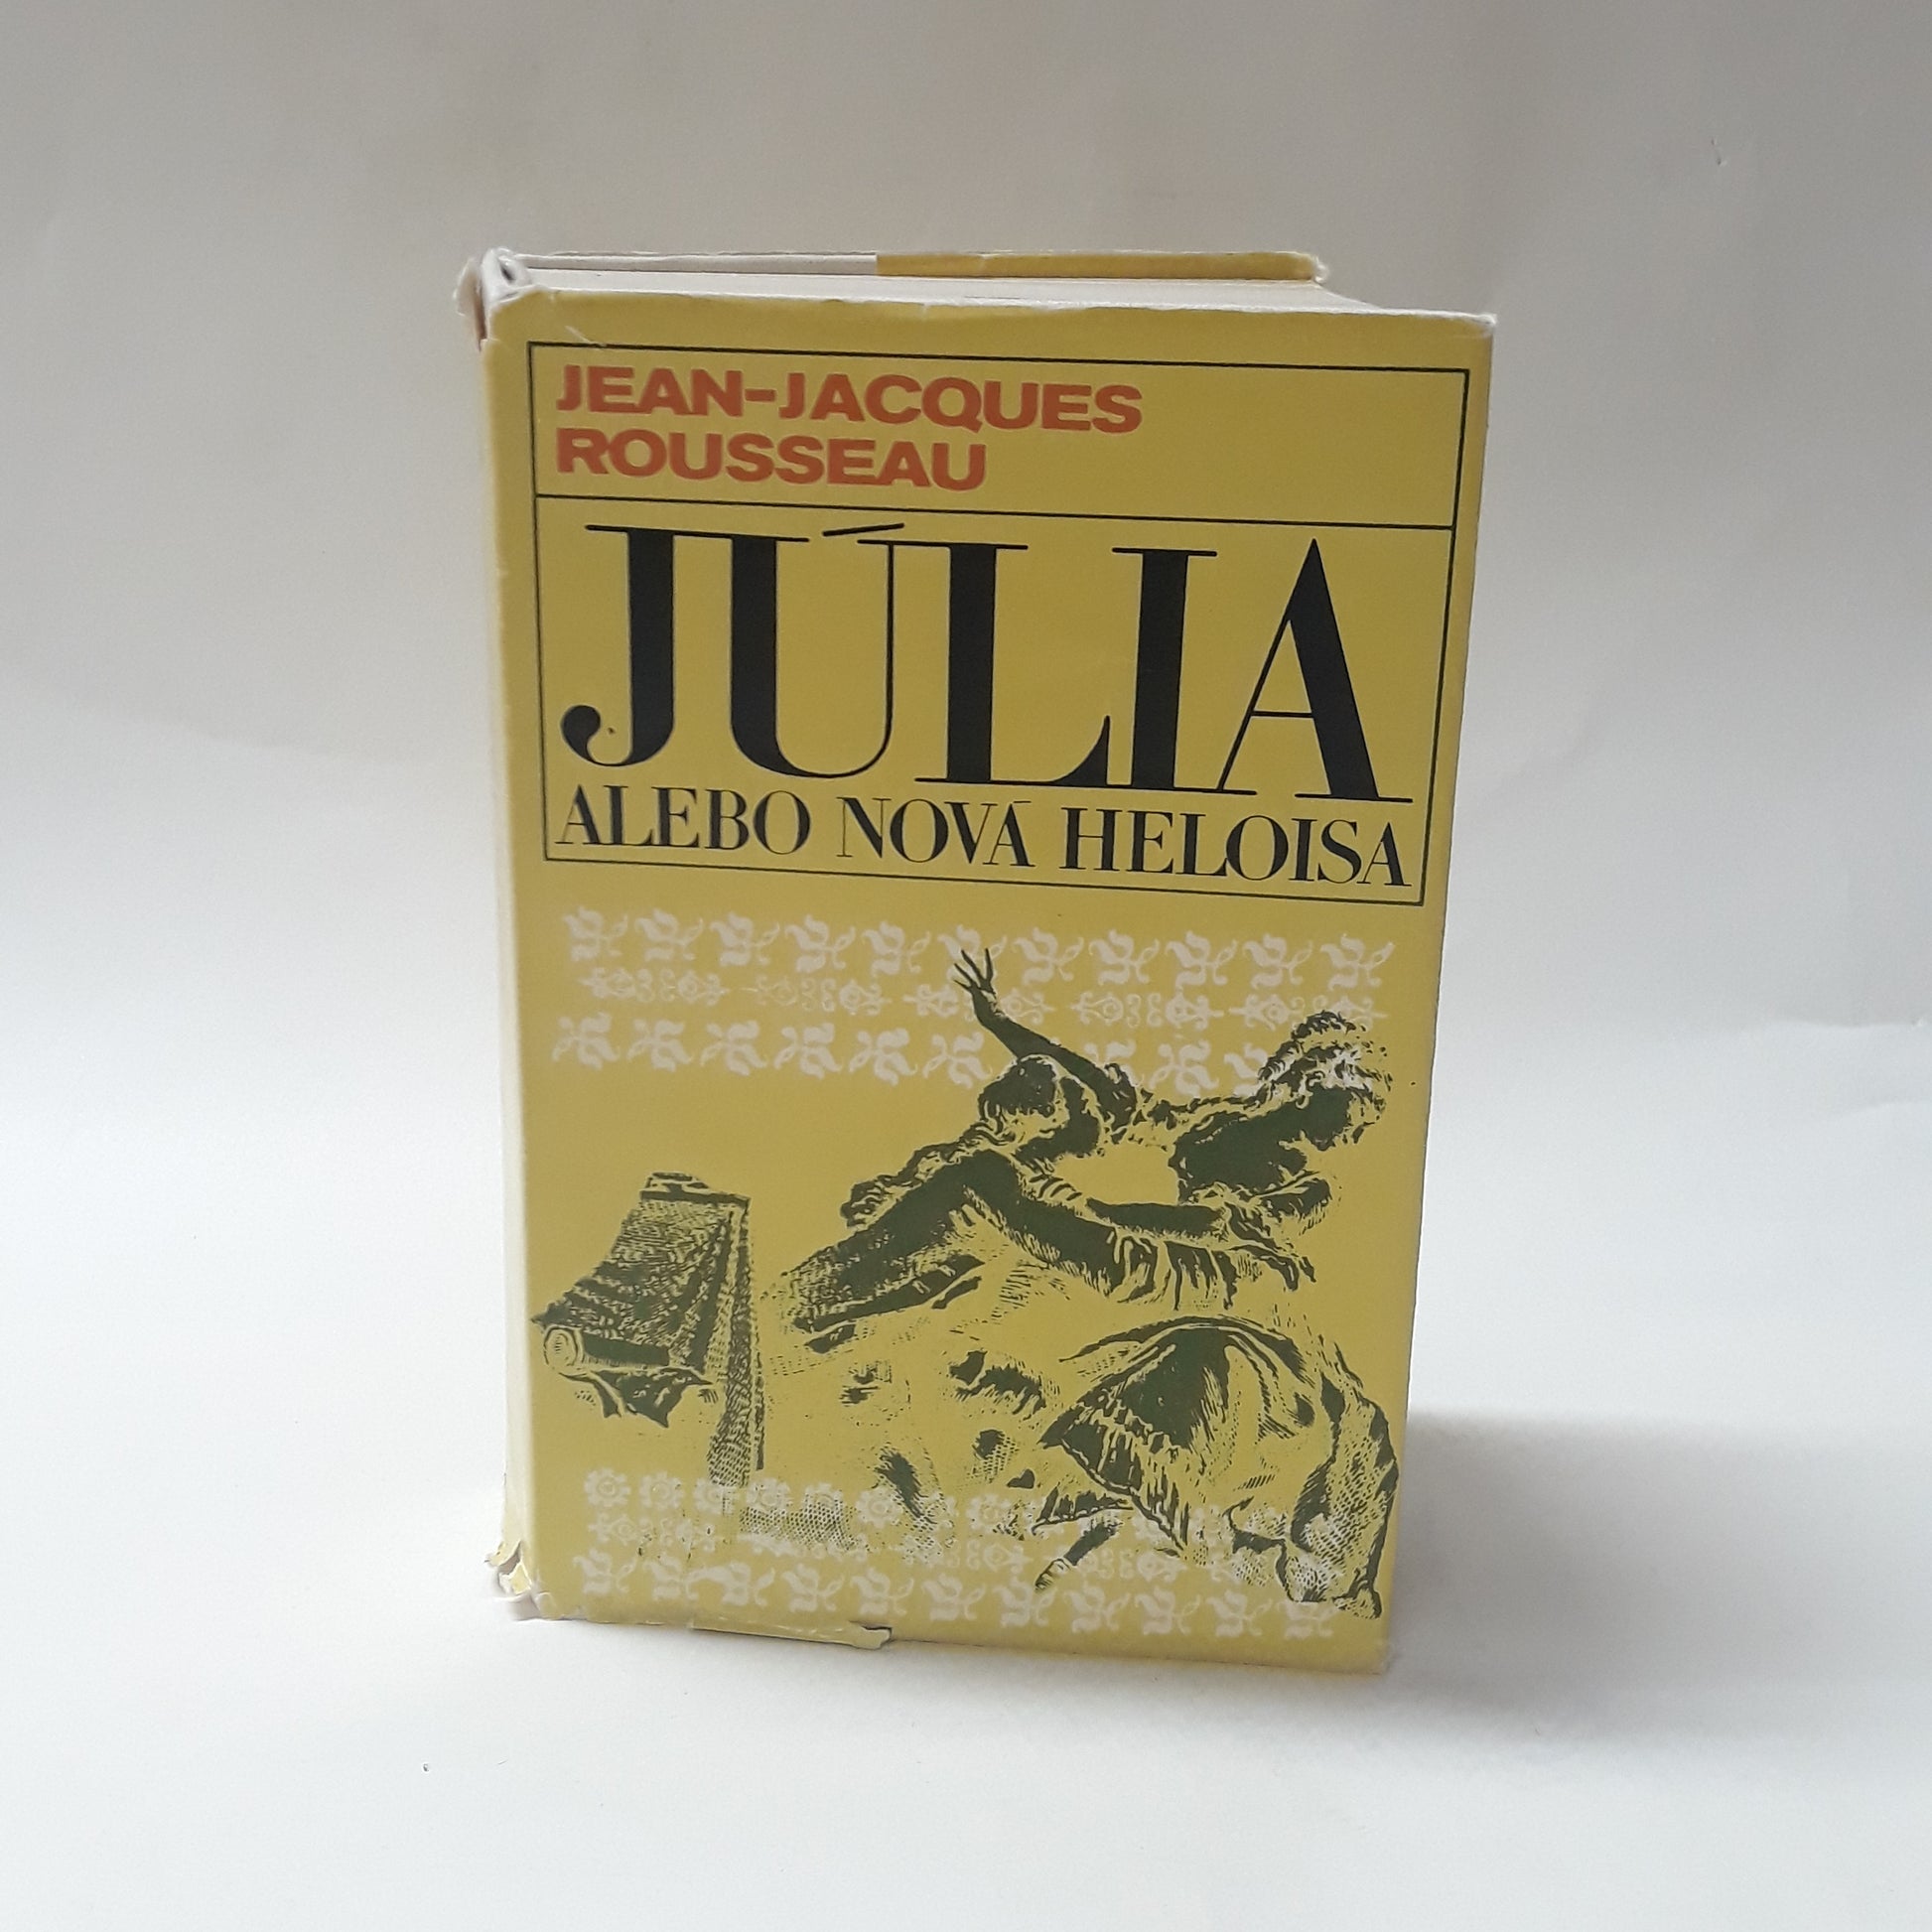 JEAN-JACQUES
ROUSSEAU
JÚLIA
ALEBO NOVÁ HELOISA